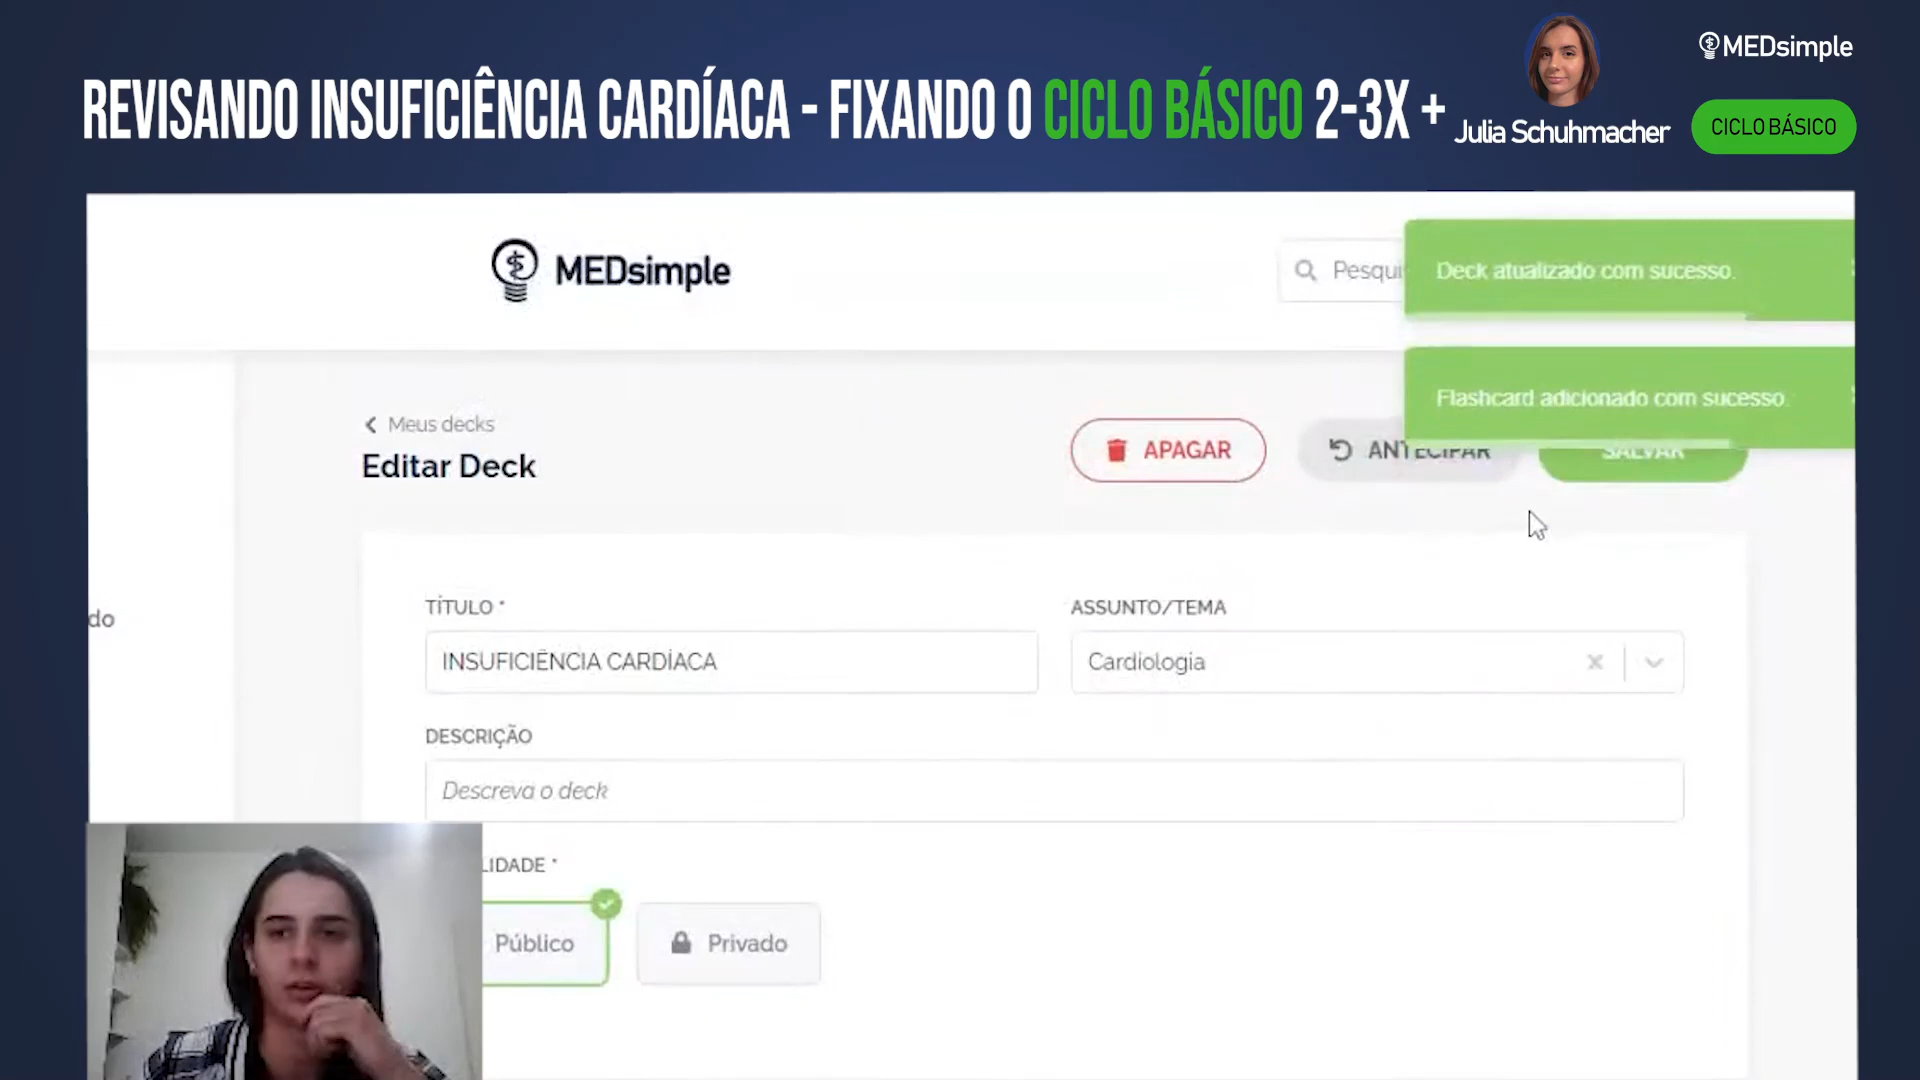 REVISANDO INSUFICIÊNCIA CARDÍACA - FIXANDO O CICLO BÁSICO 2-3X +
Julia Schuhmacher
MEDsimple
CICLO BÁSICO
MEDsimple
Pesqui
Deck atualizado com sucesso.
Flashcard adicionado com sucesso.
Meus decks
Editar Deck
APAGAR
ANTECIPAR
SALVAR
TÍTULO *
ASSUNTO/TEMA
INSUFICIÊNCIA CARDÍACA
Cardiologia
do
DESCRIÇÃO
Descreva o deck
LIDADE *
Público
Privado